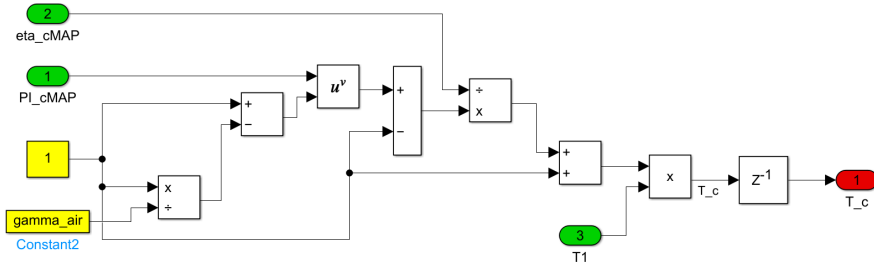 2
eta_cMAP
1
PI_cMAP
1
gamma_air
Constant2
x
÷
+
−
u^v
+
−
÷
x
+
+
3
T1
x
T_c
Z^-1
1
T_c